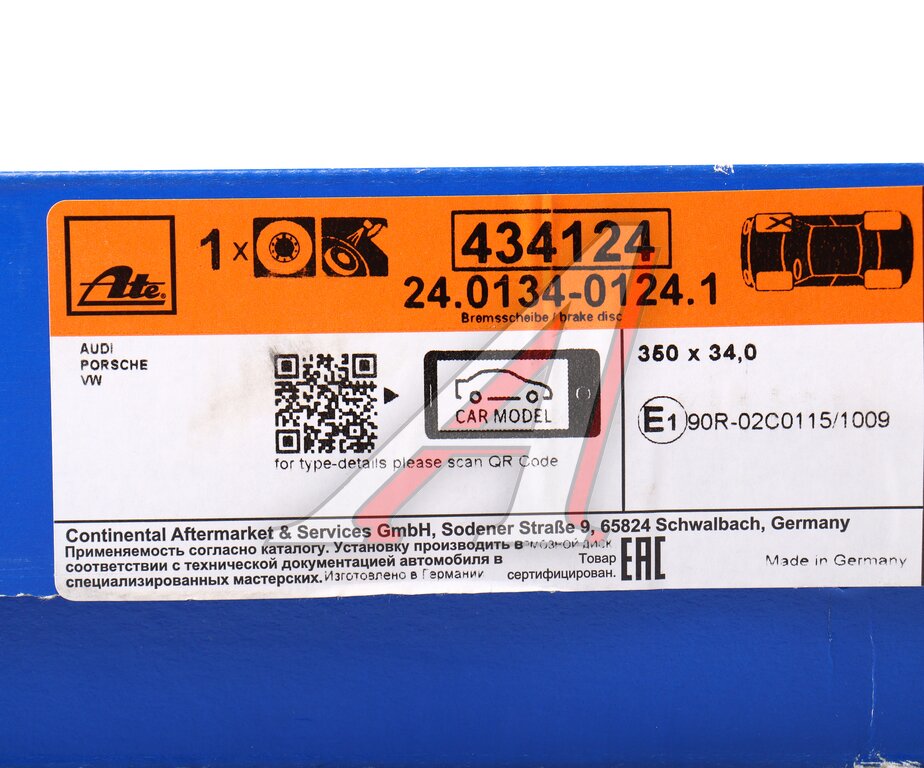 Ate
1 x
434124
24.0134-0124.1
Bremsscheibe / brake disc
AUDI
PORSCHE
VW
CAR MODEL
for type-details please scan QR Code
350 x 34,0
E1 90R-02C0115/1009
Continental Aftermarket & Services GmbH, Sodener Straße 9, 65824 Schwalbach, Germany
Применяемость согласно каталогу. Установку производить в
соответствии с технической документацией автомобиля в
специализированных мастерских. Изготовлено в Германии
диск
Товар
сертифицирован.
EAC
Made in Germany